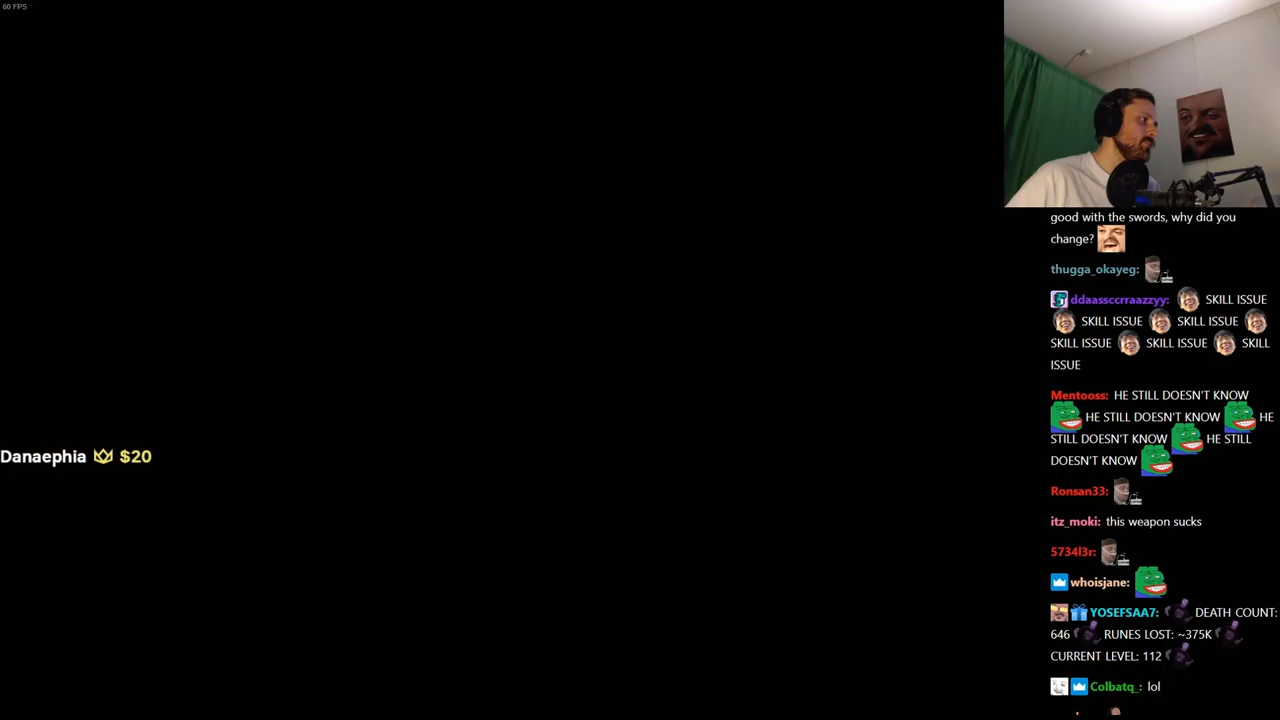 60 FPS
good with the swords, why did you
change?
thugga_okayeg:
ddaassccrraazzyy: SKILL ISSUE
SKILL ISSUE SKILL ISSUE
SKILL ISSUE SKILL ISSUE SKILL
ISSUE
Mentooss: HE STILL DOESN'T KNOW
HE STILL DOESN'T KNOW HE
STILL DOESN'T KNOW HE STILL
DOESN'T KNOW
Danaephia $20
Ronsan33:
itz_moki: this weapon sucks
5734l3r:
whoisjane:
YOSEFSAA7: DEATH COUNT:
646 RUNES LOST: ~375K
CURRENT LEVEL: 112
Colbatq_: lol